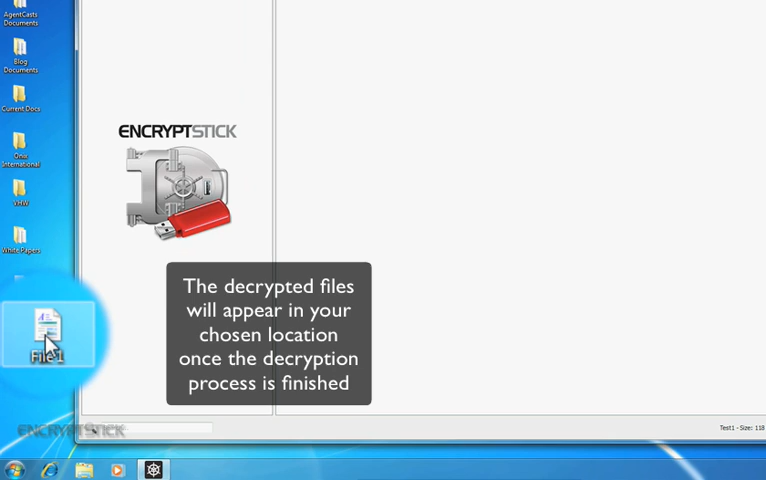 AgentCasts
Documents
Blog
Documents
Current Docs
Onix
International
VHW
White Papers
ENCRYPTSTICK
The decrypted files
will appear in your
chosen location
once the decryption
process is finished
File 1
ENCRYPTSTICK
Test1 - Size: 118